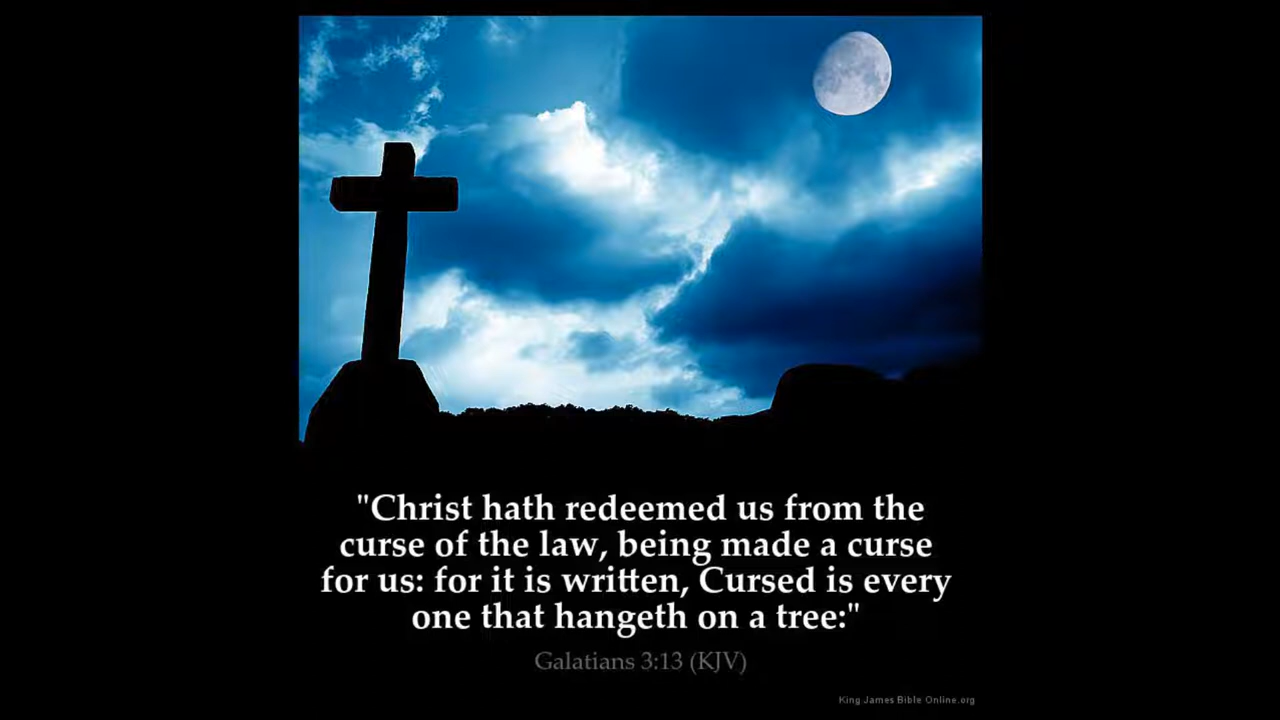 "Christ hath redeemed us from the
curse of the law, being made a curse
for us: for it is written, Cursed is every
one that hangeth on a tree:"
Galatians 3:13 (KJV)
King James Bible Online.org